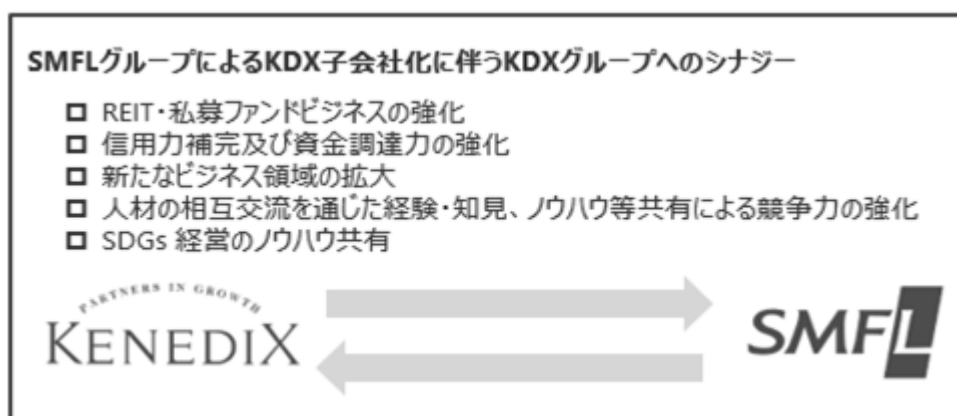 SMFLグループによるKDX子会社化に伴うKDXグループへのシナジー
REIT・私募ファンドビジネスの強化
信用力補完及び資金調達力の強化
新たなビジネス領域の拡大
人材の相互交流を通じた経験・知見、ノウハウ等共有による競争力の強化
SDGs 経営のノウハウ共有
PARTNERS IN GROWTH
KENEDIX
SMFL